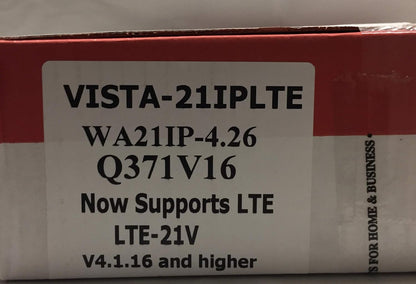 VISTA-21IPLTE
WA21IP-4.26
Q371V16
Now Supports LTE
LTE-21V
V4.1.16 and higher
S FOR HOME & BUSINESS •